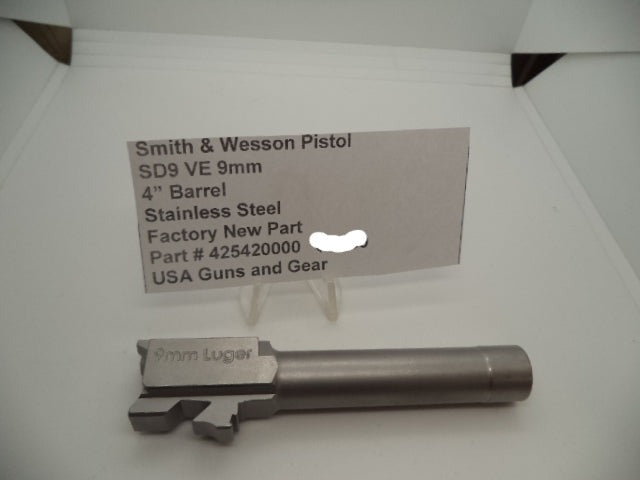 Smith & Wesson Pistol
SD9 VE 9mm
4” Barrel
Stainless Steel
Factory New Part
Part # 425420000
USA Guns and Gear
9mm Luger